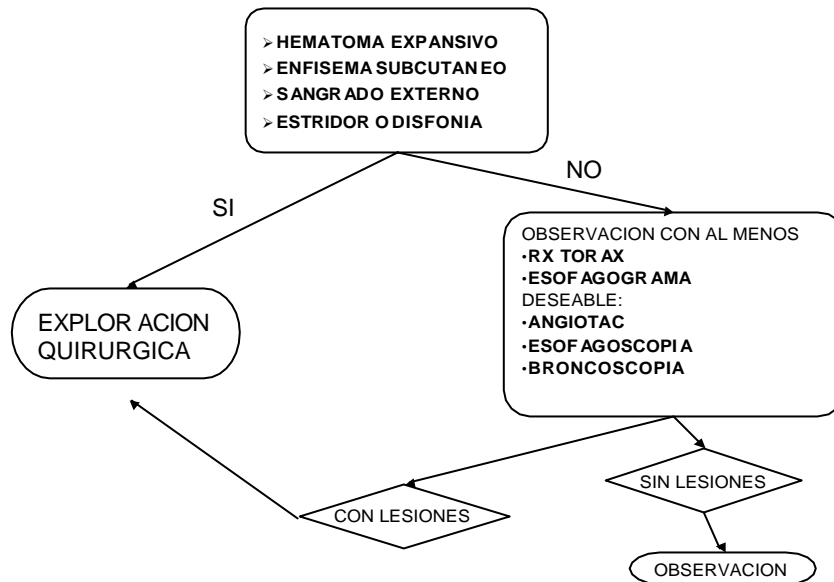 ➢HEMATOMA EXPANSIVO
➢ENFISEMA SUBCUTANEO
➢SANGRADO EXTERNO
➢ESTRIDOR O DISFONIA
NO
SI
OBSERVACION CON AL MENOS
•RX TORAX
•ESOFAGOGRAMA
DESEABLE:
•ANGIOTAC
•ESOFAGOSCOPIA
•BRONCOSCOPIA
EXPLORACION
QUIRURGICA
SIN LESIONES
CON LESIONES
OBSERVACION